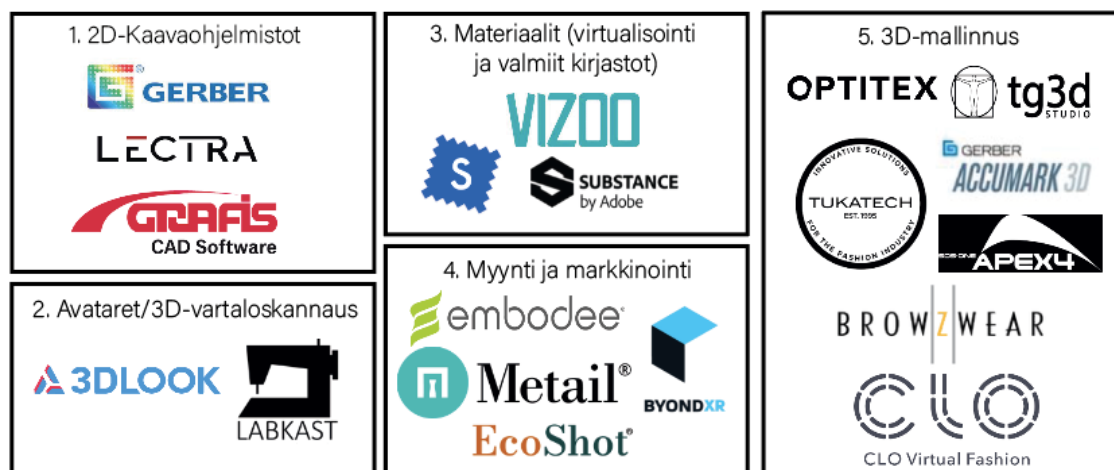 1. 2D-Kaavaohjelmistot
GERBER
LECTRA
GRAFIS
CAD Software
2. Avataret/3D-vartaloskannaus
3DLOOK
LABKAST
3. Materiaalit (virtualisointi
ja valmiit kirjastot)
VIZOO
S
SUBSTANCE
by Adobe
4. Myynti ja markkinointi
embodee®
Metail®
BYONDXR
EcoShot®
5. 3D-mallinnus
OPTITEX
tg3d
STUDIO
INNOVATIVE SOLUTIONS
TUKATECH
EST. 1995
FOR THE FASHION INDUSTRY
GERBER
ACCUMARK 3D
APEX4
BROWZWEAR
CLO
CLO Virtual Fashion